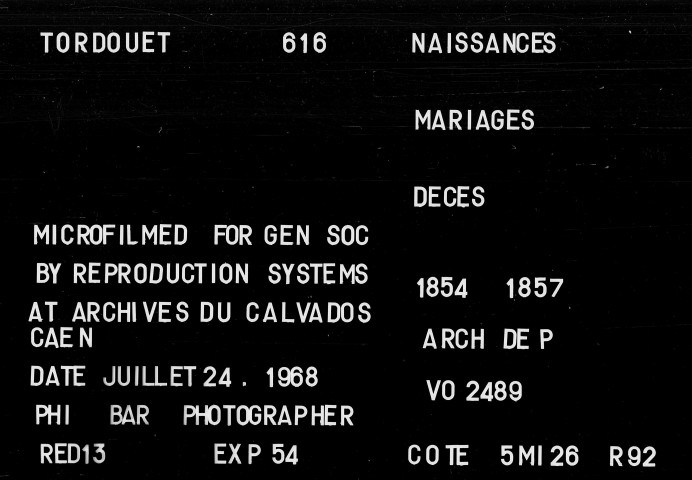 TORDOUET 616
NAISSANCES
MARIAGES
DECES
MICROFILMED FOR GEN SOC
BY REPRODUCTION SYSTEMS
AT ARCHIVES DU CALVADOS
CAEN
DATE JUILLET 24 . 1968
PHI BAR PHOTOGRAPHER
RED13 EXP 54
1854 1857
ARCH DE P
VO 2489
COTE 5MI26 R92